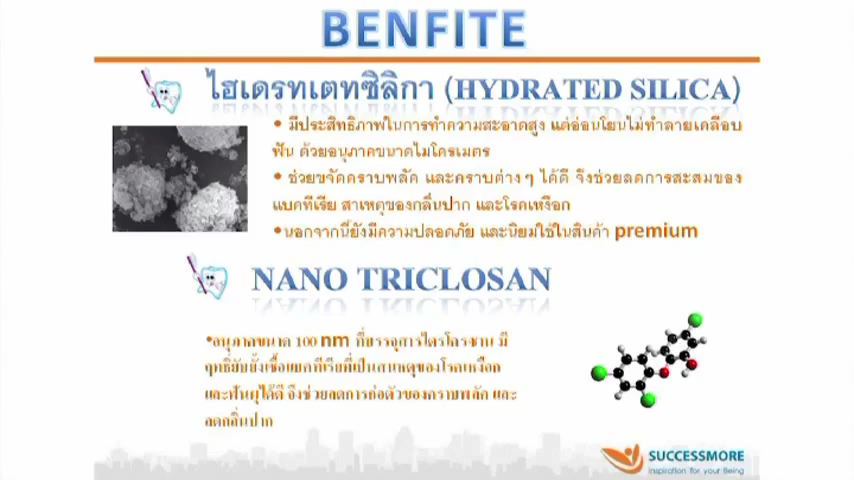 BENFITE
ไฮเดรทเตทซิลิกา (HYDRATED SILICA)
• มีประสิทธิภาพในการทำความสะอาดสูง แต่อ่อนโยนไม่ทำลายเคลือบ
ฟัน ด้วยอนุภาคขนาดไมโครเมตร
• ช่วยขจัดคราบพลัค และคราบต่างๆ ได้ดี จึงช่วยลดการสะสมของ
แบคทีเรีย สาเหตุของกลิ่นปาก และโรคเหงือก
•นอกจากนี้ยังมีความปลอดภัย และนิยมใช้ในสินค้า premium
NANO TRICLOSAN
•อนุภาคขนาด 100 nm ที่บรรจุสารไตรโครซาน มี
ฤทธิ์ยับยั้งเชื้อแบคทีเรียที่เป็นสาเหตุของโรคเหงือก
และฟันผุได้ดี จึงช่วยลดการก่อตัวของคราบพลัค และ
ลดกลิ่นปาก
SUCCESSMORE
Inspiration for your Being